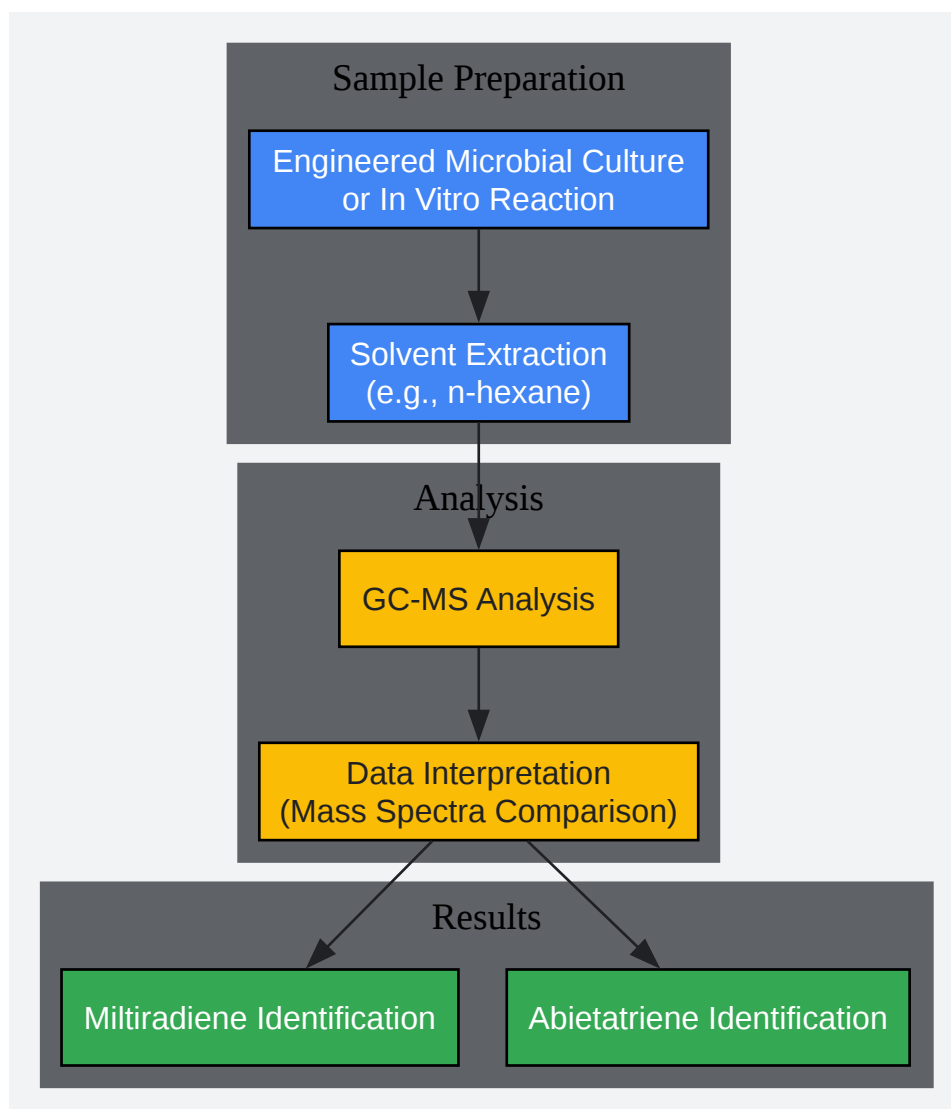 Sample Preparation
Engineered Microbial Culture
or In Vitro Reaction
Solvent Extraction
(e.g., n-hexane)
Analysis
GC-MS Analysis
Data Interpretation
(Mass Spectra Comparison)
Results
Miltiradiene Identification
Abietatriene Identification